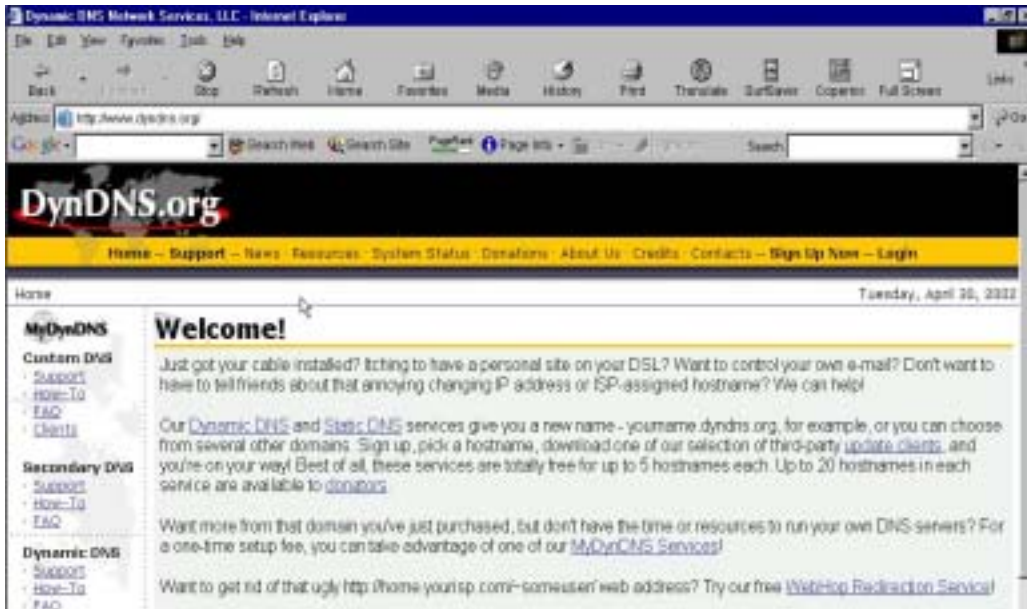 Dynamic DNS Network Services, LLC - Internet Explorer
File Edit View Favorites Tools Help
Back Stop Refresh Home Favorites Media History Print Translate SurfSaver Copernic Full Screen Links
Address http://www.dyndns.org/ Go
Google Search Web Search Site PageRank Page Info Search
DynDNS.org
Home -- Support -- News · Resources · System Status · Donations · About Us · Credits · Contacts -- Sign Up Now -- Login
Home Tuesday, April 30, 2002
MyDynDNS
Custom DNS
Support
How-To
FAQ
Clients
Secondary DNS
Support
How-To
FAQ
Dynamic DNS
Support
How-To
FAQ
Welcome!
Just got your cable installed? Itching to have a personal site on your DSL? Want to control your own e-mail? Don't want to
have to tell friends about that annoying changing IP address or ISP-assigned hostname? We can help!
Our Dynamic DNS and Static DNS services give you a new name - yourname.dyndns.org, for example, or you can choose
from several other domains. Sign up, pick a hostname, download one of our selection of third-party update clients, and
you're on your way! Best of all, these services are totally free for up to 5 hostnames each. Up to 20 hostnames in each
service are available to donators.
Want more from that domain you've just purchased, but don't have the time or resources to run your own DNS servers? For
a one-time setup fee, you can take advantage of one of our MyDynDNS Services!
Want to get rid of that ugly http://home.yourisp.com/~someuser/ web address? Try our free WebHop Redirection Service!